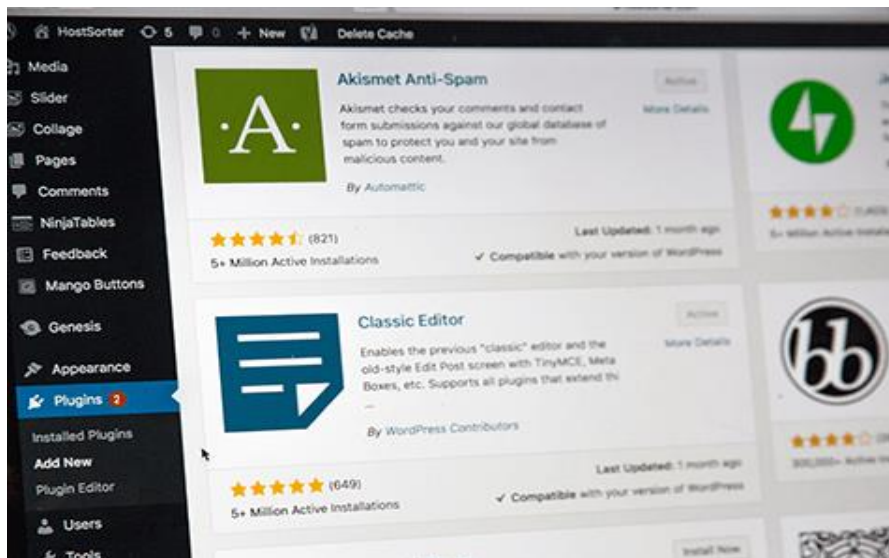 HostSorter 5 0 + New Delete Cache
Media
Slider
Collage
Pages
Comments
NinjaTables
Feedback
Mango Buttons
Genesis
Appearance
Plugins 2
Installed Plugins
Add New
Plugin Editor
Users
Tools
·A·
Akismet Anti-Spam
Active
More Details
Akismet checks your comments and contact
form submissions against our global database of
spam to protect you and your site from
malicious content.
By Automattic
(821)
5+ Million Active Installations
Last Updated: 1 month ago
✓ Compatible with your version of WordPress
Classic Editor
Active
More Details
Enables the previous "classic" editor and the
old-style Edit Post screen with TinyMCE, Meta
Boxes, etc. Supports all plugins that extend thi
...
By WordPress Contributors
(649)
5+ Million Active Installations
Last Updated: 1 month ago
✓ Compatible with your version of WordPress
Install Now
bb